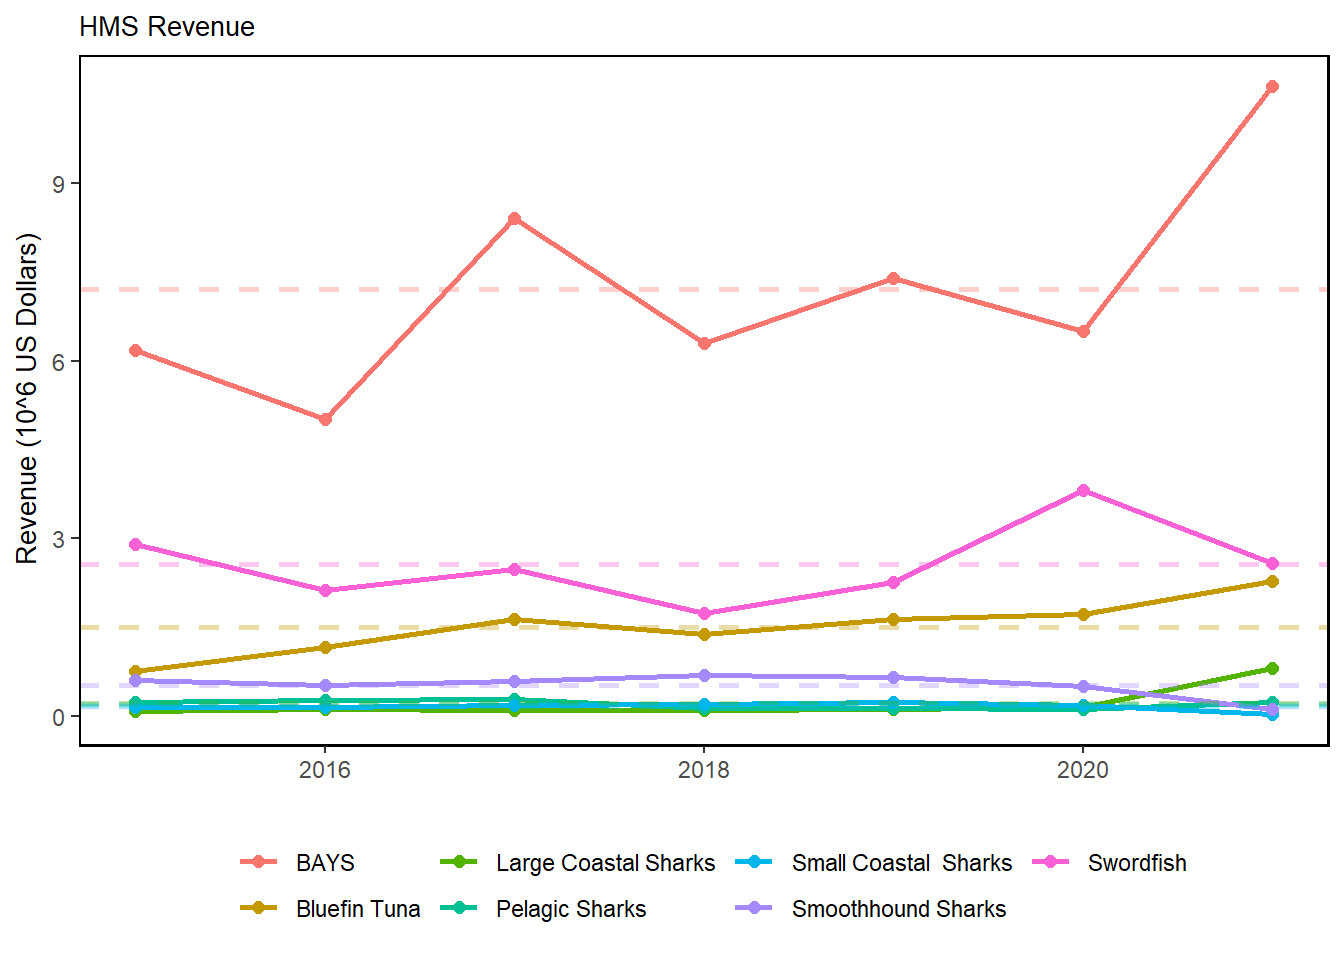 HMS Revenue
Revenue (10^6 US Dollars)
9
6
3
0
2016
2018
2020
BAYS
Large Coastal Sharks
Small Coastal  Sharks
Swordfish
Bluefin Tuna
Pelagic Sharks
Smoothhound Sharks